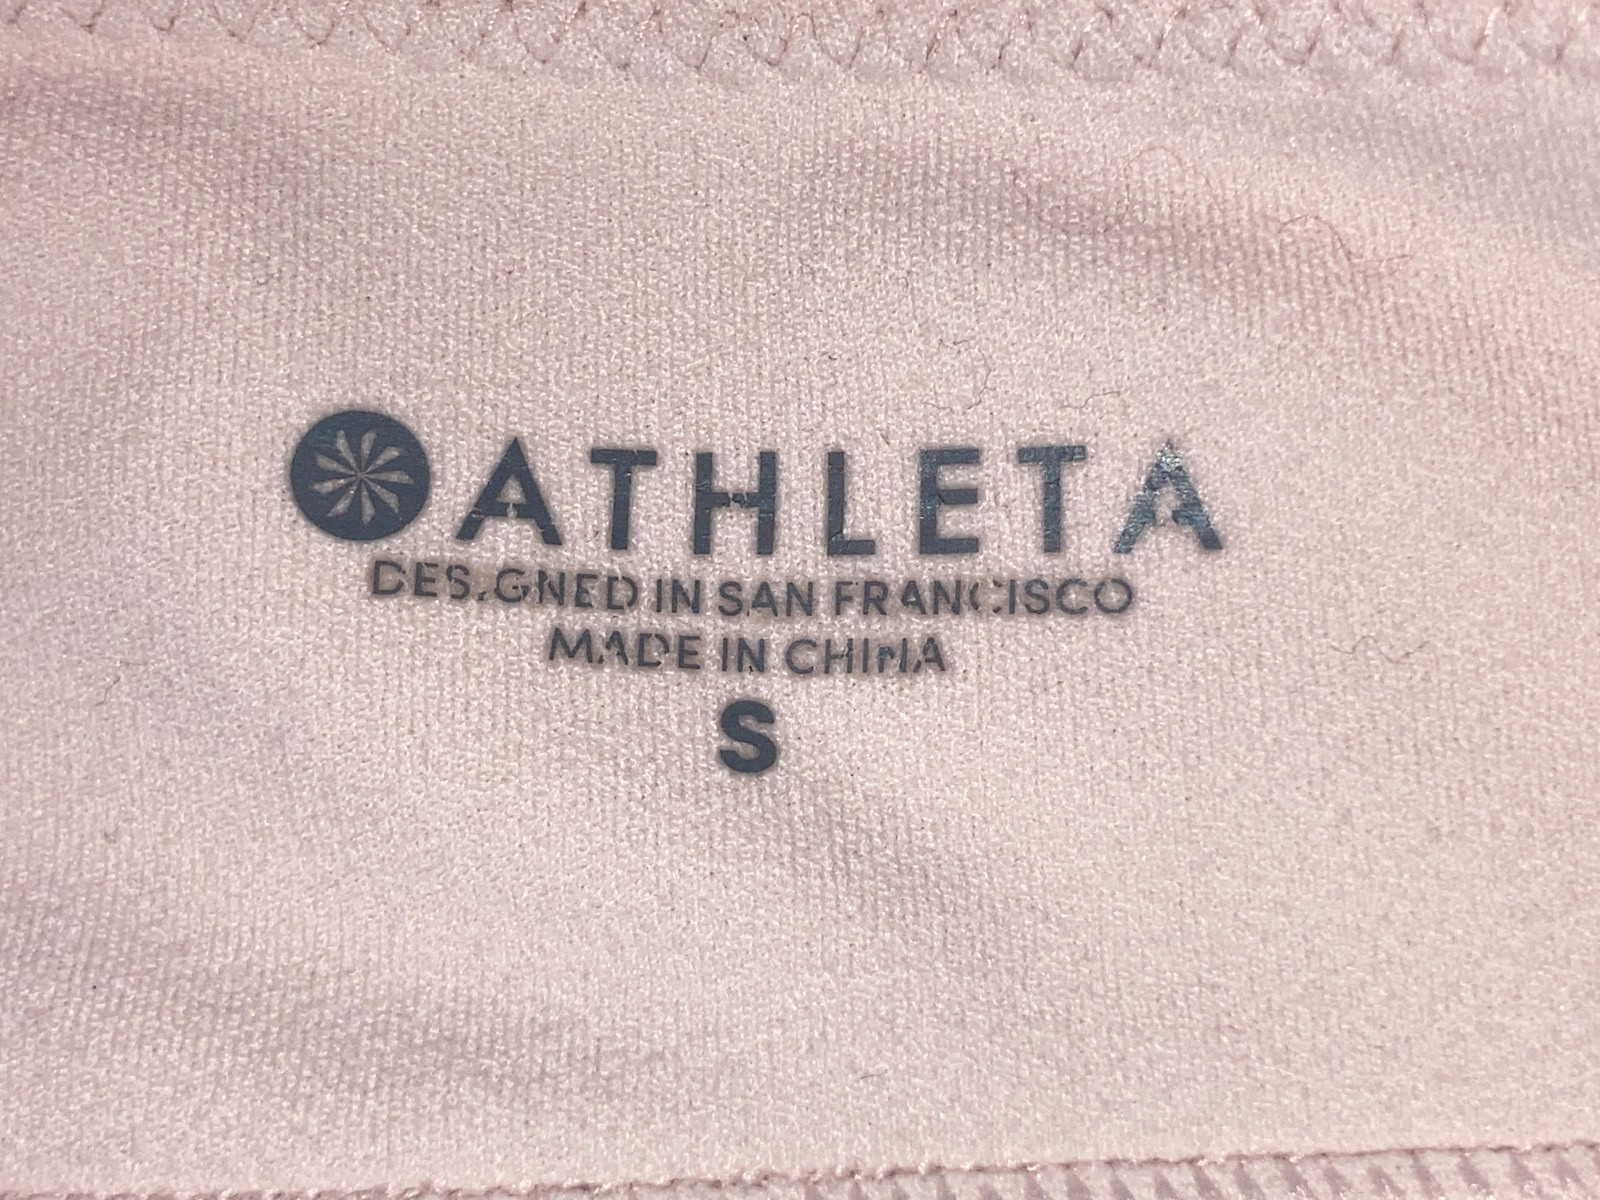 ATHLETA
DESIGNED IN SAN FRANCISCO
MADE IN CHINA
S